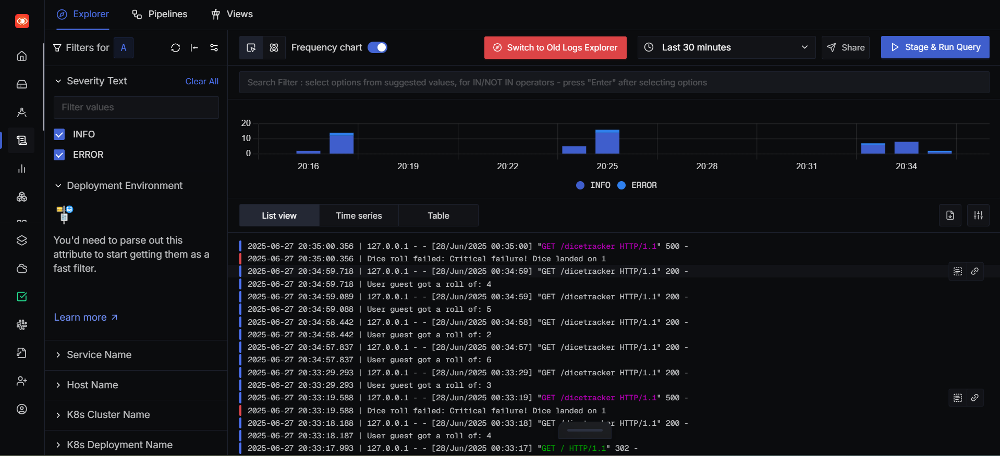 Explorer
Pipelines
Views
Filters for A
Frequency chart
Switch to Old Logs Explorer
Last 30 minutes
Share
Stage & Run Query
Severity Text
Clear All
Filter values
INFO
ERROR
Deployment Environment
You'd need to parse out this
attribute to start getting them as a
fast filter.
Learn more
Service Name
Host Name
K8s Cluster Name
K8s Deployment Name
Search Filter : select options from suggested values, for IN/NOT IN operators - press "Enter" after selecting options
20
10
0
20:16 20:19 20:22 20:25 20:28 20:31 20:34
INFO ERROR
List view Time series Table
2025-06-27 20:35:00.356 | 127.0.0.1 - - [28/Jun/2025 00:35:00] "GET /dicetracker HTTP/1.1" 500 -
2025-06-27 20:35:00.356 | Dice roll failed: Critical failure! Dice landed on 1
2025-06-27 20:34:59.718 | 127.0.0.1 - - [28/Jun/2025 00:34:59] "GET /dicetracker HTTP/1.1" 200 -
2025-06-27 20:34:59.718 | User guest got a roll of: 4
2025-06-27 20:34:59.089 | 127.0.0.1 - - [28/Jun/2025 00:34:59] "GET /dicetracker HTTP/1.1" 200 -
2025-06-27 20:34:59.088 | User guest got a roll of: 5
2025-06-27 20:34:58.442 | 127.0.0.1 - - [28/Jun/2025 00:34:58] "GET /dicetracker HTTP/1.1" 200 -
2025-06-27 20:34:58.442 | User guest got a roll of: 2
2025-06-27 20:34:57.837 | 127.0.0.1 - - [28/Jun/2025 00:34:57] "GET /dicetracker HTTP/1.1" 200 -
2025-06-27 20:34:57.837 | User guest got a roll of: 6
2025-06-27 20:33:29.293 | 127.0.0.1 - - [28/Jun/2025 00:33:29] "GET /dicetracker HTTP/1.1" 200 -
2025-06-27 20:33:29.293 | User guest got a roll of: 3
2025-06-27 20:33:19.588 | 127.0.0.1 - - [28/Jun/2025 00:33:19] "GET /dicetracker HTTP/1.1" 500 -
2025-06-27 20:33:19.588 | Dice roll failed: Critical failure! Dice landed on 1
2025-06-27 20:33:18.188 | 127.0.0.1 - - [28/Jun/2025 00:33:18] "GET HTTP/1.1" 200 -
2025-06-27 20:33:18.187 | User guest got a roll of: 4
2025-06-27 20:33:17.993 | 127.0.0.1 - - [28/Jun/2025 00:33:17] "GET / HTTP/1.1" 302 -